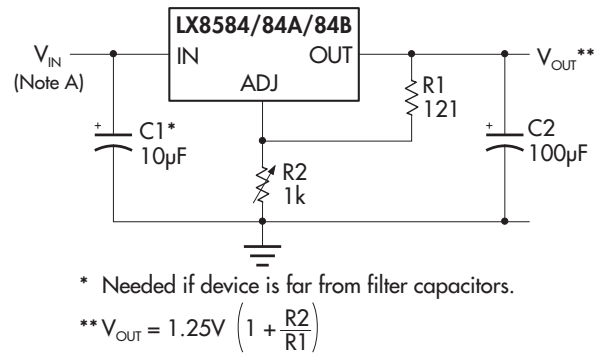 LX8584/84A/84B
V_IN
(Note A)
IN
OUT
V_OUT**
ADJ
R1
121
C1*
10µF
+
R2
1k
C2
100µF
+
* Needed if device is far from filter capacitors.
** V_OUT = 1.25V (1 + R2/R1)